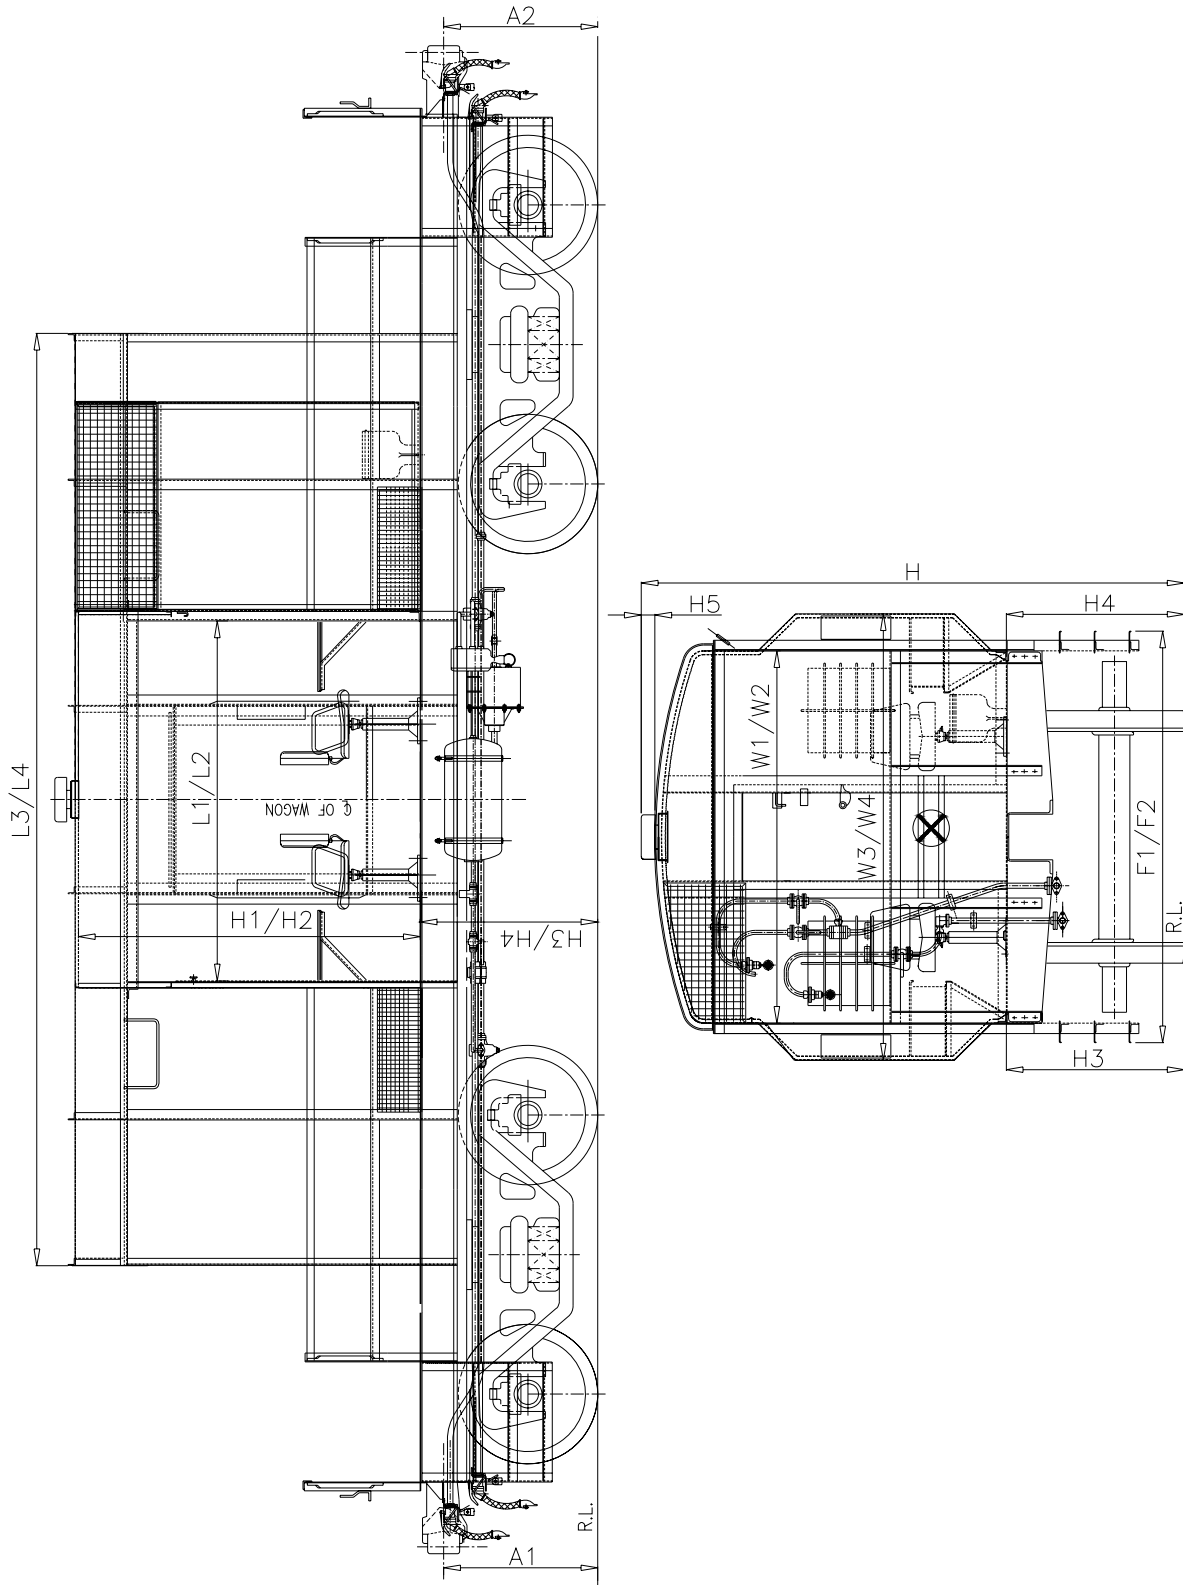 A2
L3/L4
L1/L2
℄ OF WAGON
H1/H2
H3/H4
R.L.
A1
H
H5
H4
W1/W2
W3/W4
F1/F2
R.L.
H3